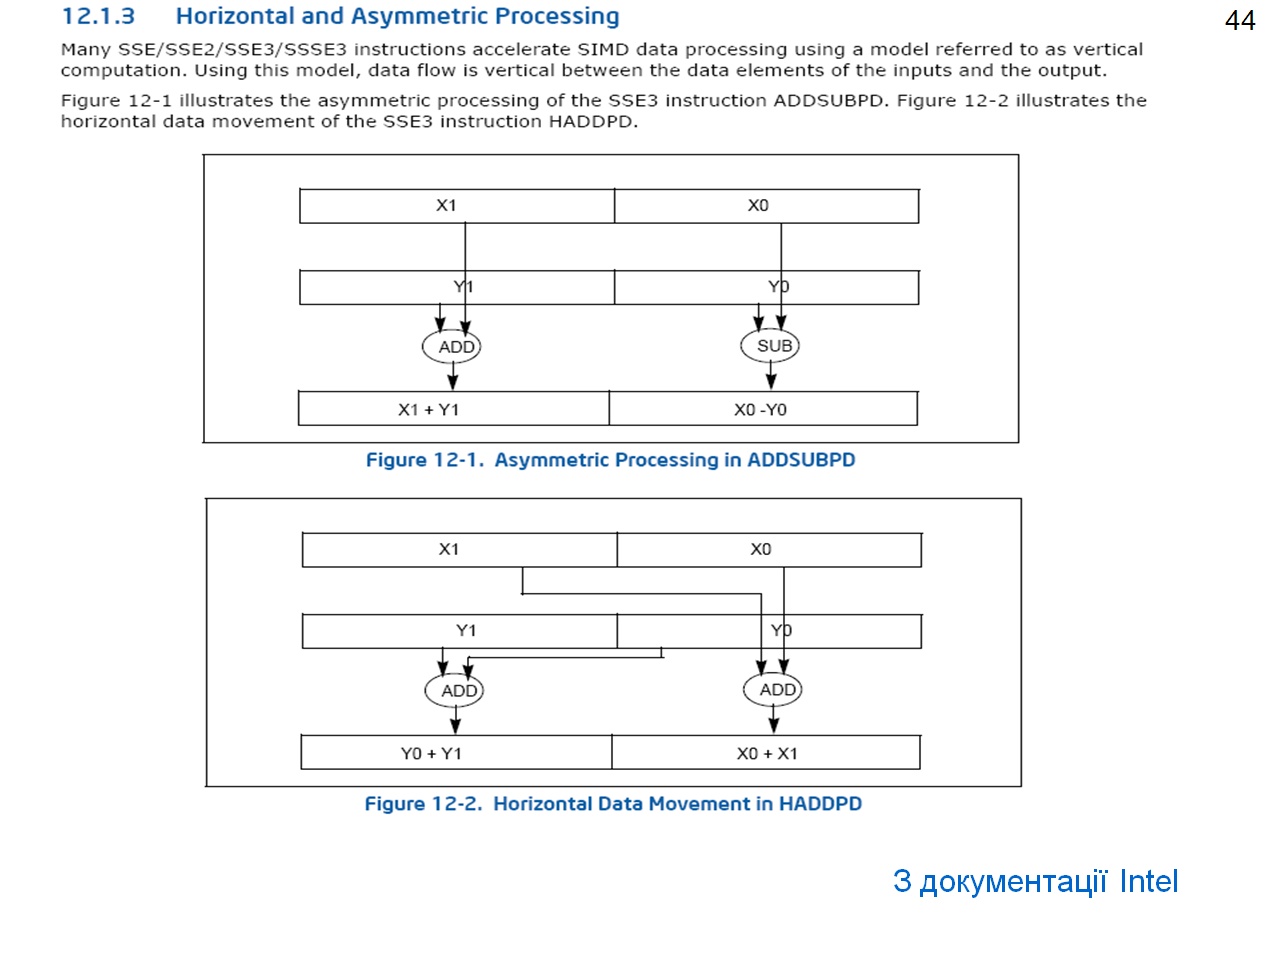 12.1.3 Horizontal and Asymmetric Processing
44
Many SSE/SSE2/SSE3/SSSE3 instructions accelerate SIMD data processing using a model referred to as vertical
computation. Using this model, data flow is vertical between the data elements of the inputs and the output.
Figure 12-1 illustrates the asymmetric processing of the SSE3 instruction ADDSUBPD. Figure 12-2 illustrates the
horizontal data movement of the SSE3 instruction HADDPD.
X1 X0
Y1 Y0
ADD SUB
X1 + Y1 X0 -Y0
Figure 12-1. Asymmetric Processing in ADDSUBPD
X1 X0
Y1 Y0
ADD ADD
Y0 + Y1 X0 + X1
Figure 12-2. Horizontal Data Movement in HADDPD
З документації Intel